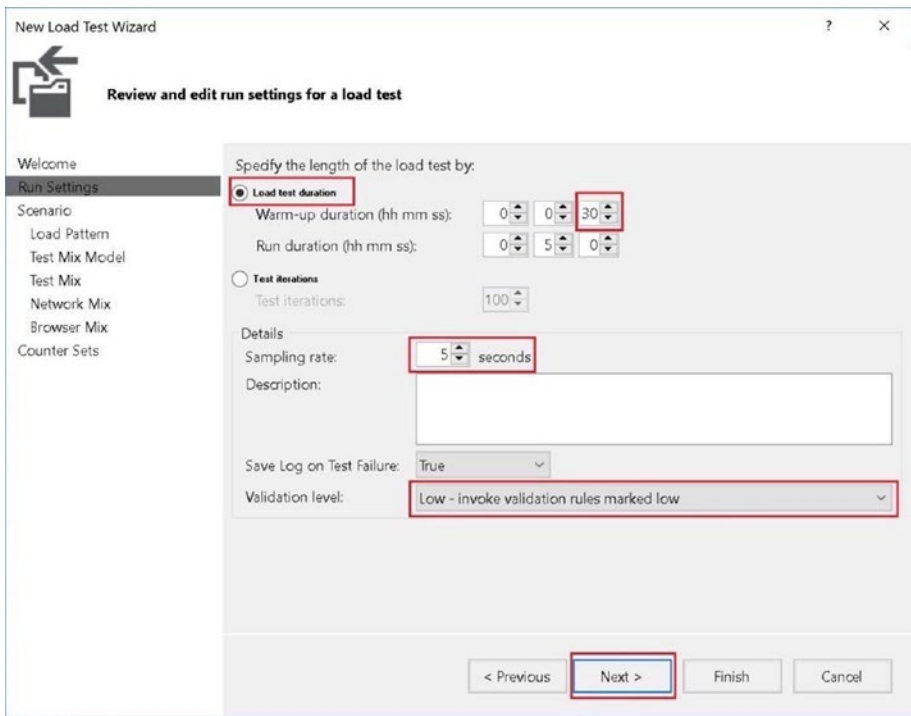 New Load Test Wizard
?
Review and edit run settings for a load test
Welcome
Run Settings
Scenario
Load Pattern
Test Mix Model
Test Mix
Network Mix
Browser Mix
Counter Sets
Specify the length of the load test by:
Load test duration
Warm-up duration (hh mm ss): 0 0 30
Run duration (hh mm ss): 0 5 0
Test iterations
Test iterations: 100
Details
Sampling rate: 5 seconds
Description:
Save Log on Test Failure: True
Validation level: Low - invoke validation rules marked low
< Previous Next > Finish Cancel